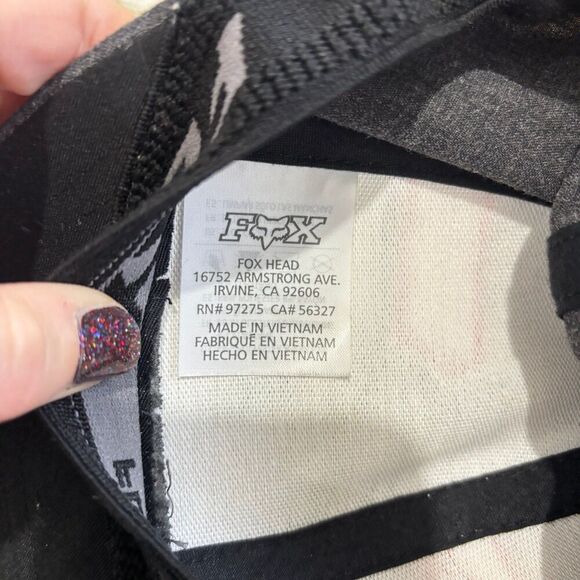 FOX
FOX HEAD
16752 ARMSTRONG AVE.
IRVINE, CA 92606
RN# 97275 CA# 56327
MADE IN VIETNAM
FABRIQUÉ EN VIETNAM
HECHO EN VIETNAM